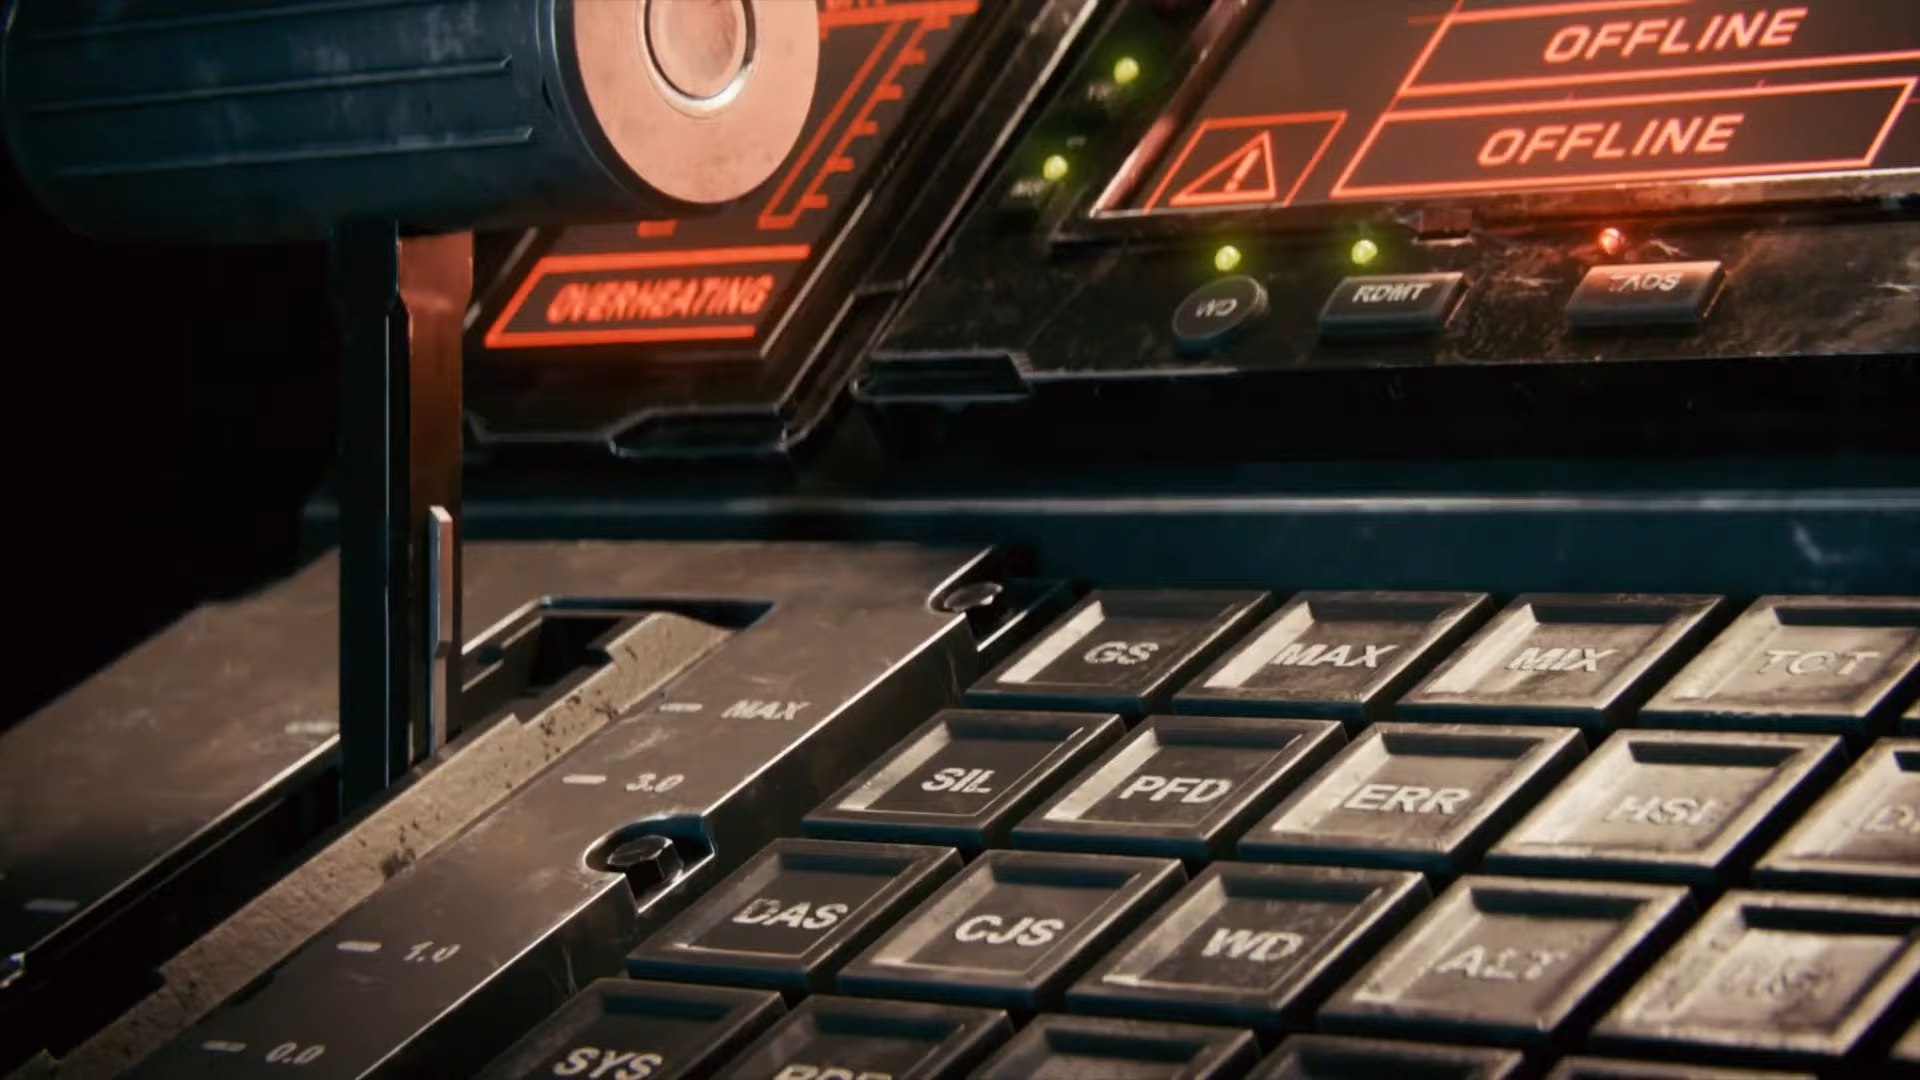 OFFLINE
OFFLINE
OVERHEATING
WD
RDMT
TADS
GS
MAX
MIX
TOT
MAX
SIL
PFD
ERR
HSI
3.0
DAS
CJS
WD
ALT
1.0
0.0
SYS